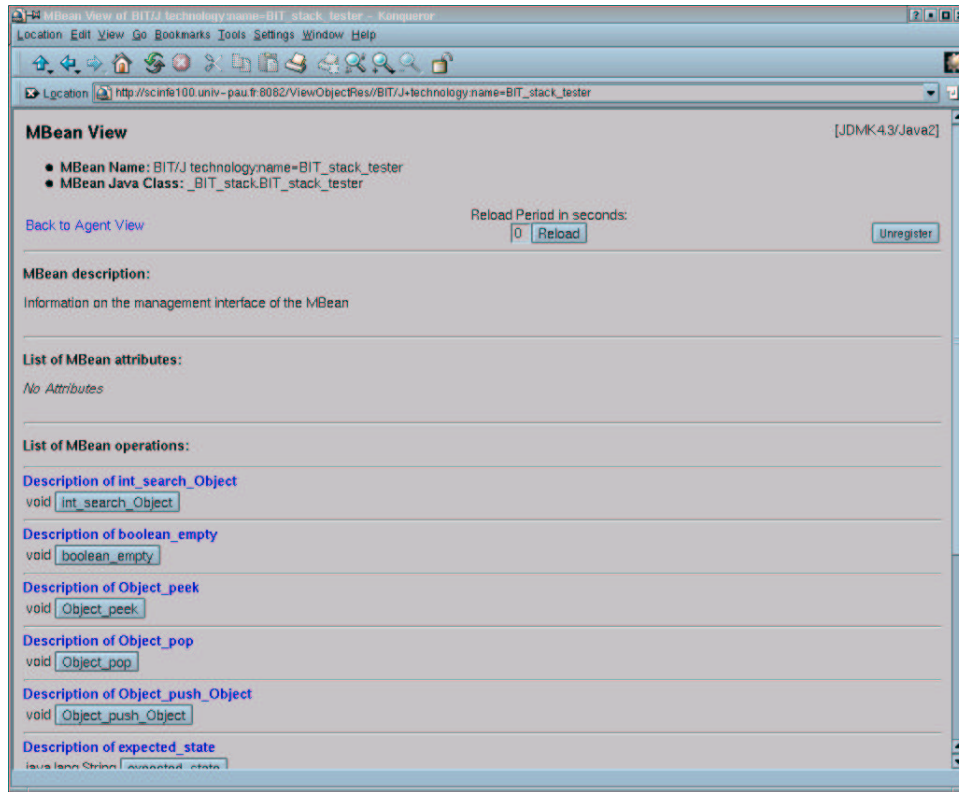 MBean View of BIT/J technology:name=BIT_stack_tester - Konqueror
Location Edit View Go Bookmarks Tools Settings Window Help
Location http://scinfe100.univ-pau.fr:8082/ViewObjectRes//BIT/J+technology:name=BIT_stack_tester
MBean View [JDMK4.3/Java2]
• MBean Name: BIT/J technology:name=BIT_stack_tester
• MBean Java Class: _BIT_stack.BIT_stack_tester
Reload Period in seconds:
Back to Agent View 0 Reload Unregister
MBean description:
Information on the management interface of the MBean
List of MBean attributes:
No Attributes
List of MBean operations:
Description of int_search_Object
void int_search_Object
Description of boolean_empty
void boolean_empty
Description of Object_peek
void Object_peek
Description of Object_pop
void Object_pop
Description of Object_push_Object
void Object_push_Object
Description of expected_state
java.lang.String expected_state